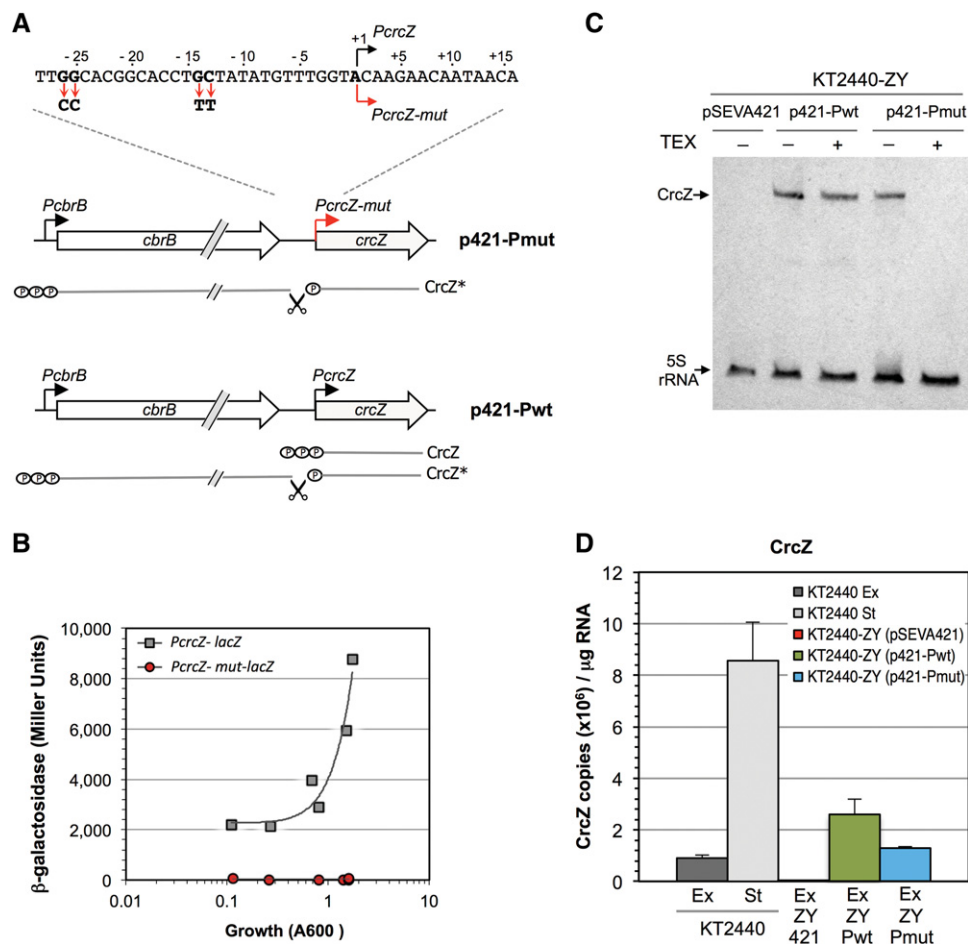 A
- 25
- 20
- 15
- 10
- 5
+1
PcrcZ
+5
+10
+15
TTGGCACGGCACCTGCTATATGTTTGGTACAAGAACAATAACA
CC
TT
PcrcZ-mut
PcbrB
PcrcZ-mut
cbrB
crcZ
p421-Pmut
P P P
P
CrcZ*
PcbrB
PcrcZ
cbrB
crcZ
p421-Pwt
P P P
CrcZ
P P P
P
CrcZ*
B
β-galactosidase (Miller Units)
10,000
8,000
6,000
4,000
2,000
0
PcrcZ- lacZ
PcrcZ- mut-lacZ
0.01
0.1
1
10
Growth (A600 )
C
KT2440-ZY
pSEVA421
p421-Pwt
p421-Pmut
TEX
–
–
+
–
+
CrcZ
5S
rRNA
D
CrcZ
CrcZ copies (x10⁶) / µg RNA
12
10
8
6
4
2
0
KT2440 Ex
KT2440 St
KT2440-ZY (pSEVA421)
KT2440-ZY (p421-Pwt)
KT2440-ZY (p421-Pmut)
Ex
St
KT2440
Ex
ZY
421
Ex
ZY
Pwt
Ex
ZY
Pmut